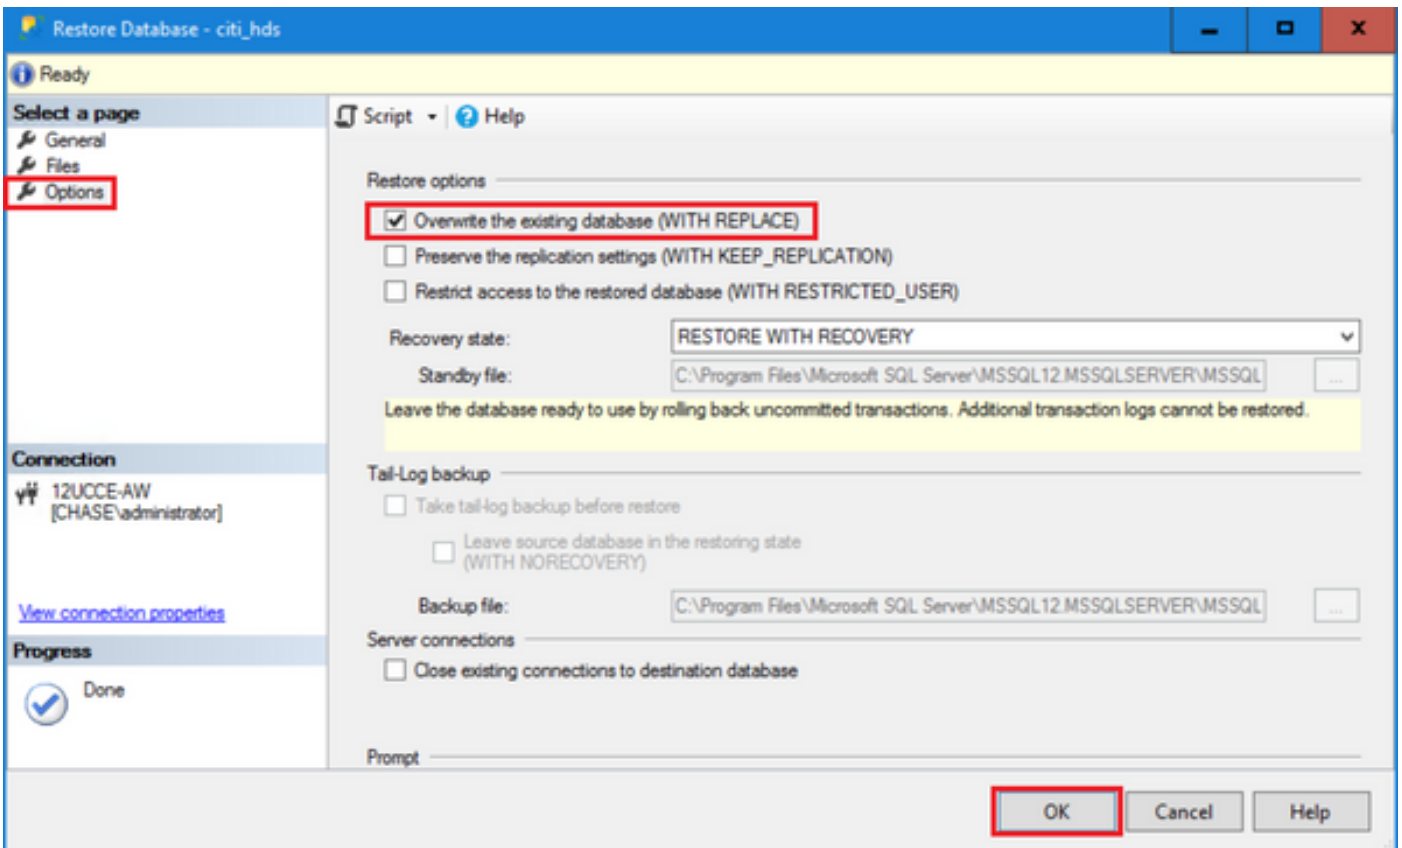 Restore Database - citi_hds
Ready
Select a page
General
Files
Options
Script
Help
Restore options
Overwrite the existing database (WITH REPLACE)
Preserve the replication settings (WITH KEEP_REPLICATION)
Restrict access to the restored database (WITH RESTRICTED_USER)
Recovery state:
RESTORE WITH RECOVERY
Standby file:
C:\Program Files\Microsoft SQL Server\MSSQL12.MSSQLSERVER\MSSQL
...
Leave the database ready to use by rolling back uncommitted transactions. Additional transaction logs cannot be restored.
Connection
12UCCE-AW
[CHASE\administrator]
View connection properties
Tail-Log backup
Take tail-log backup before restore
Leave source database in the restoring state
(WITH NORECOVERY)
Backup file:
C:\Program Files\Microsoft SQL Server\MSSQL12.MSSQLSERVER\MSSQL
...
Server connections
Close existing connections to destination database
Progress
Done
Prompt
OK
Cancel
Help